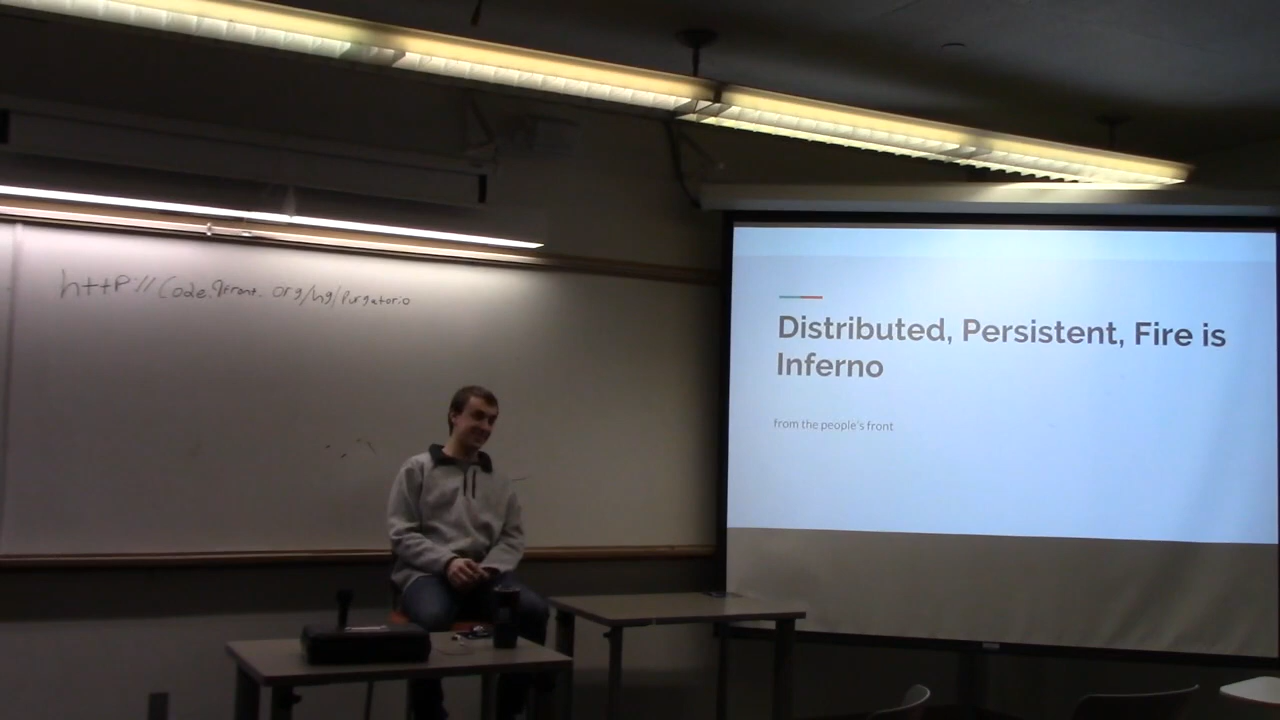 http://code.9front.org/hg/purgatorio
Distributed, Persistent, Fire is
Inferno
from the people's front